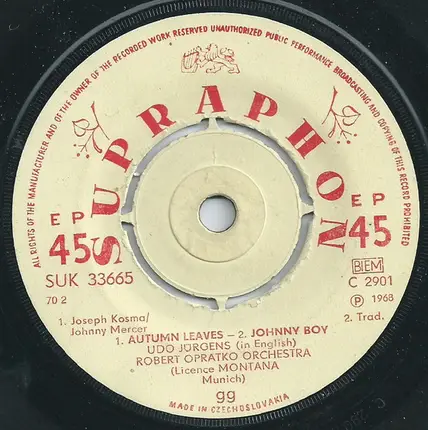 ALL RIGHTS OF THE MANUFACTURER AND OF THE OWNER OF THE RECORDED WORK RESERVED UNAUTHORIZED PUBLIC PERFORMANCE BROADCASTING AND COPYING OF THIS RECORD PROHIBITED
SUPRAPHON
EP 45
EP 45
SUK 33665
70 2
BIEM
C 2901
℗ 1968
1. Joseph Kosma/
Johnny Mercer
2. Trad.
1. AUTUMN LEAVES – 2. JOHNNY BOY
UDO JÜRGENS (in English)
ROBERT OPRATKO ORCHESTRA
(Licence MONTANA
Munich)
gg
MADE IN CZECHOSLOVAKIA